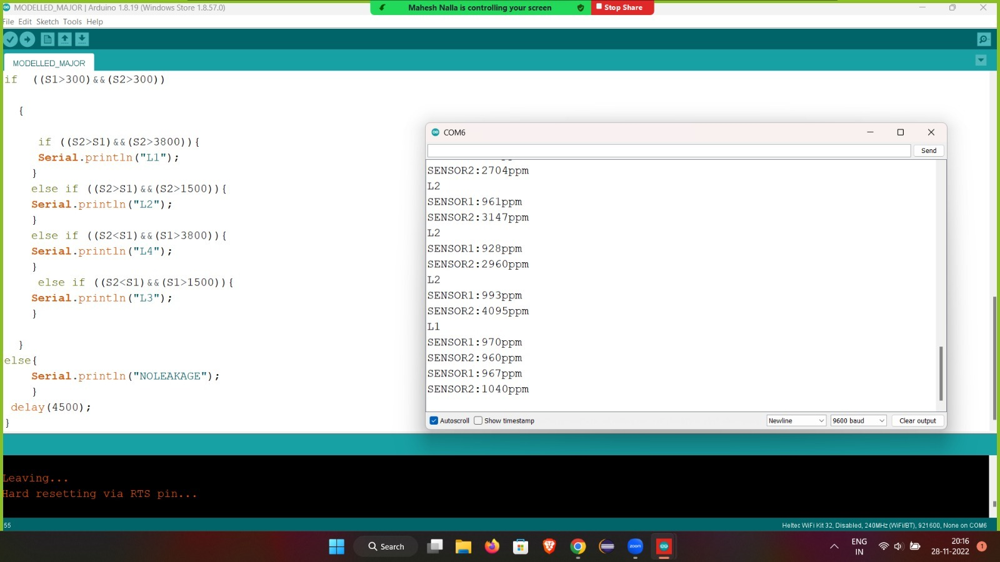 MODELLED_MAJOR | Arduino 1.8.19 (Windows Store 1.8.57.0)
Mahesh Nalla is controlling your screen
Stop Share
File Edit Sketch Tools Help
MODELLED_MAJOR
if ((S1>300)&&(S2>300))
{
if ((S2>S1)&&(S2>3800)){
Serial.println("L1");
}
else if ((S2>S1)&&(S2>1500)){
Serial.println("L2");
}
else if ((S2<S1)&&(S1>3800)){
Serial.println("L4");
}
else if ((S2<S1)&&(S1>1500)){
Serial.println("L3");
}
}
else{
Serial.println("NOLEAKAGE");
}
delay(4500);
}
COM6
Send
SENSOR2:2704ppm
L2
SENSOR1:961ppm
SENSOR2:3147ppm
L2
SENSOR1:928ppm
SENSOR2:2960ppm
L2
SENSOR1:993ppm
SENSOR2:4095ppm
L1
SENSOR1:970ppm
SENSOR2:960ppm
SENSOR1:967ppm
SENSOR2:1040ppm
Autoscroll Show timestamp Newline 9600 baud Clear output
Leaving...
Hard resetting via RTS pin...
55 Heltec WiFi Kit 32, Disabled, 240MHz (WiFi/BT), 921600, None on COM6
Search
zoom
ENG
IN
20:16
28-11-2022
1